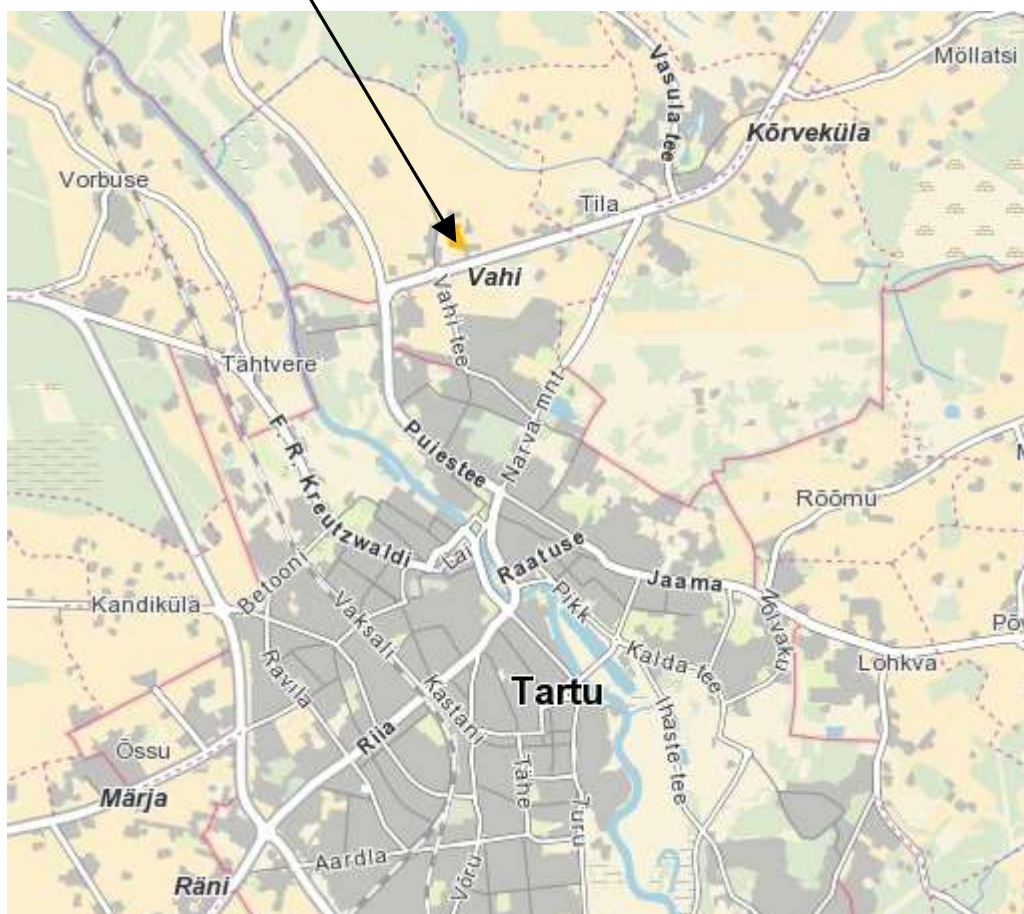 Möllatsi
Vasula tee
Kõrveküla
Vorbuse
Tila
Vahi
Vahi tee
Tähtvere
Narva mnt
Puiestee
F. R. Kreutzwaldi
Rõõmu
Lai
Raatuse
Jaama
Betooni
Pikk
Kandiküla
Vaksali
Kalda tee
Lohkva
Ravila
Kastani
Tartu
Ihaste tee
Riia
Õssu
Tähe
Märja
Turu
Aardla
Võru
Räni